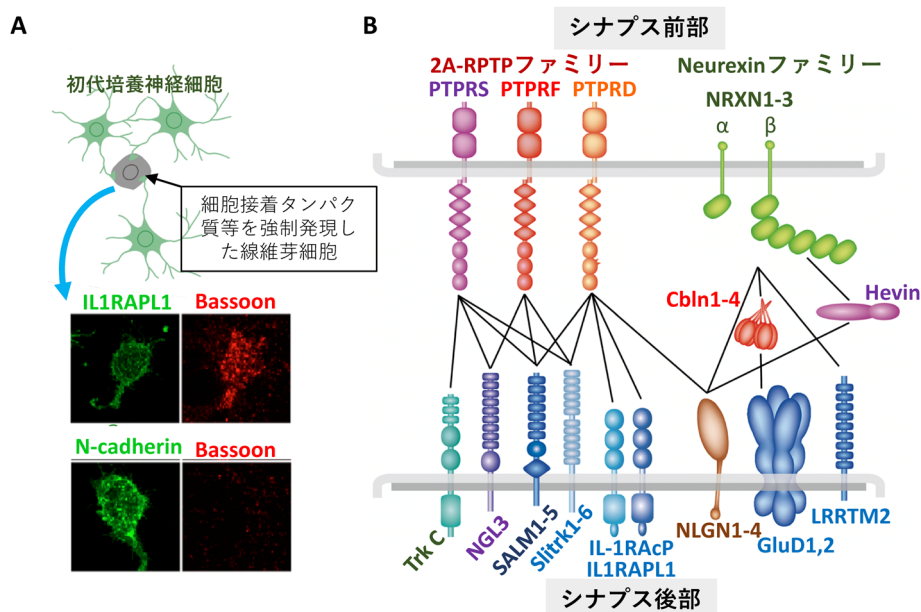 A
初代培養神経細胞
細胞接着タンパク
質等を強制発現し
た線維芽細胞
IL1RAPL1
Bassoon
N-cadherin
Bassoon
B
シナプス前部
2A-RPTPファミリー
PTPRS
PTPRF
PTPRD
Neurexinファミリー
NRXN1-3
α
β
Cbln1-4
Hevin
Trk C
NGL3
SALM1-5
Slitrk1-6
IL-1RAcP
IL1RAPL1
NLGN1-4
GluD1,2
LRRTM2
シナプス後部